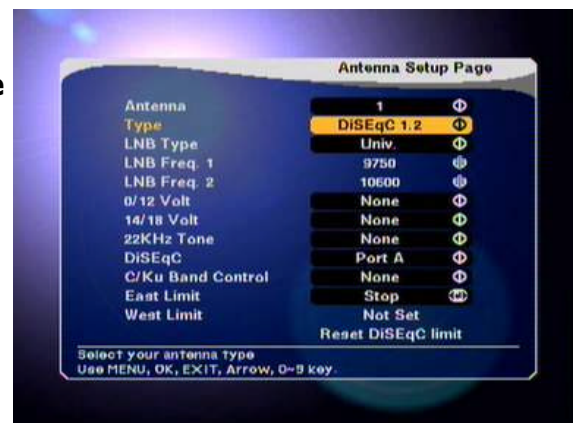 Antenna Setup Page
e
Antenna 1
Type DiSEqC 1.2
LNB Type Univ.
LNB Freq. 1 9750
LNB Freq. 2 10600
0/12 Volt None
14/18 Volt None
22KHz Tone None
DiSEqC Port A
C/Ku Band Control None
East Limit Stop
West Limit Not Set
Reset DiSEqC limit
Select your antenna type
Use MENU, OK, EXIT, Arrow, 0~9 key.